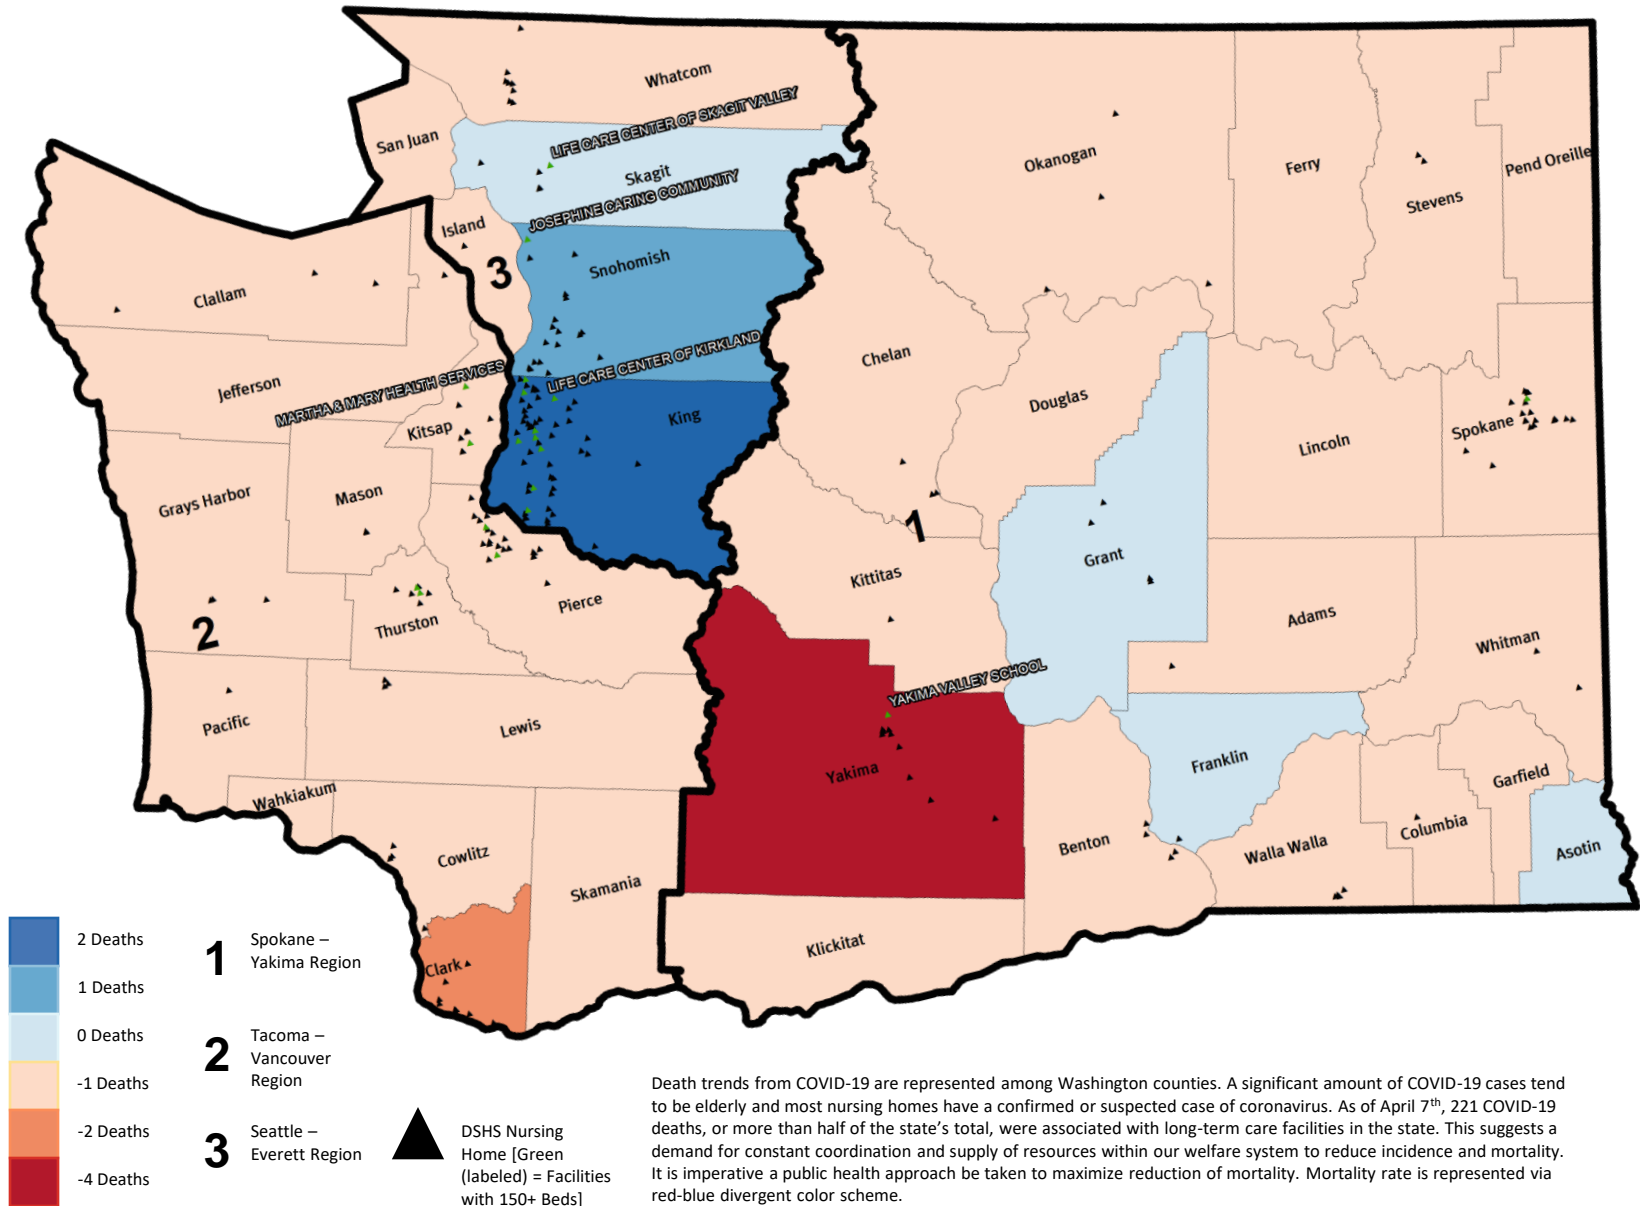 Whatcom
LIFE CARE CENTER OF SKAGIT VALLEY
San Juan
Skagit
JOSEPHINE CARING COMMUNITY
Island
3
Snohomish
Okanogan
Ferry
Stevens
Pend Oreille
Clallam
Jefferson
MARTHA & MARY HEALTH SERVICES
LIFE CARE CENTER OF KIRKLAND
Kitsap
King
Chelan
Douglas
Lincoln
Spokane
Grays Harbor
Mason
1
Grant
Kittitas
Adams
Whitman
2
Thurston
Pierce
YAKIMA VALLEY SCHOOL
Pacific
Lewis
Yakima
Franklin
Garfield
Wahkiakum
Cowlitz
Skamania
Benton
Walla Walla
Columbia
Asotin
Clark
Klickitat
2 Deaths
1 Deaths
0 Deaths
-1 Deaths
-2 Deaths
-4 Deaths
1
Spokane –
Yakima Region
2
Tacoma –
Vancouver
Region
3
Seattle –
Everett Region
DSHS Nursing
Home [Green
(labeled) = Facilities
with 150+ Beds]
Death trends from COVID-19 are represented among Washington counties. A significant amount of COVID-19 cases tend
to be elderly and most nursing homes have a confirmed or suspected case of coronavirus. As of April 7th, 221 COVID-19
deaths, or more than half of the state's total, were associated with long-term care facilities in the state. This suggests a
demand for constant coordination and supply of resources within our welfare system to reduce incidence and mortality.
It is imperative a public health approach be taken to maximize reduction of mortality. Mortality rate is represented via
red-blue divergent color scheme.